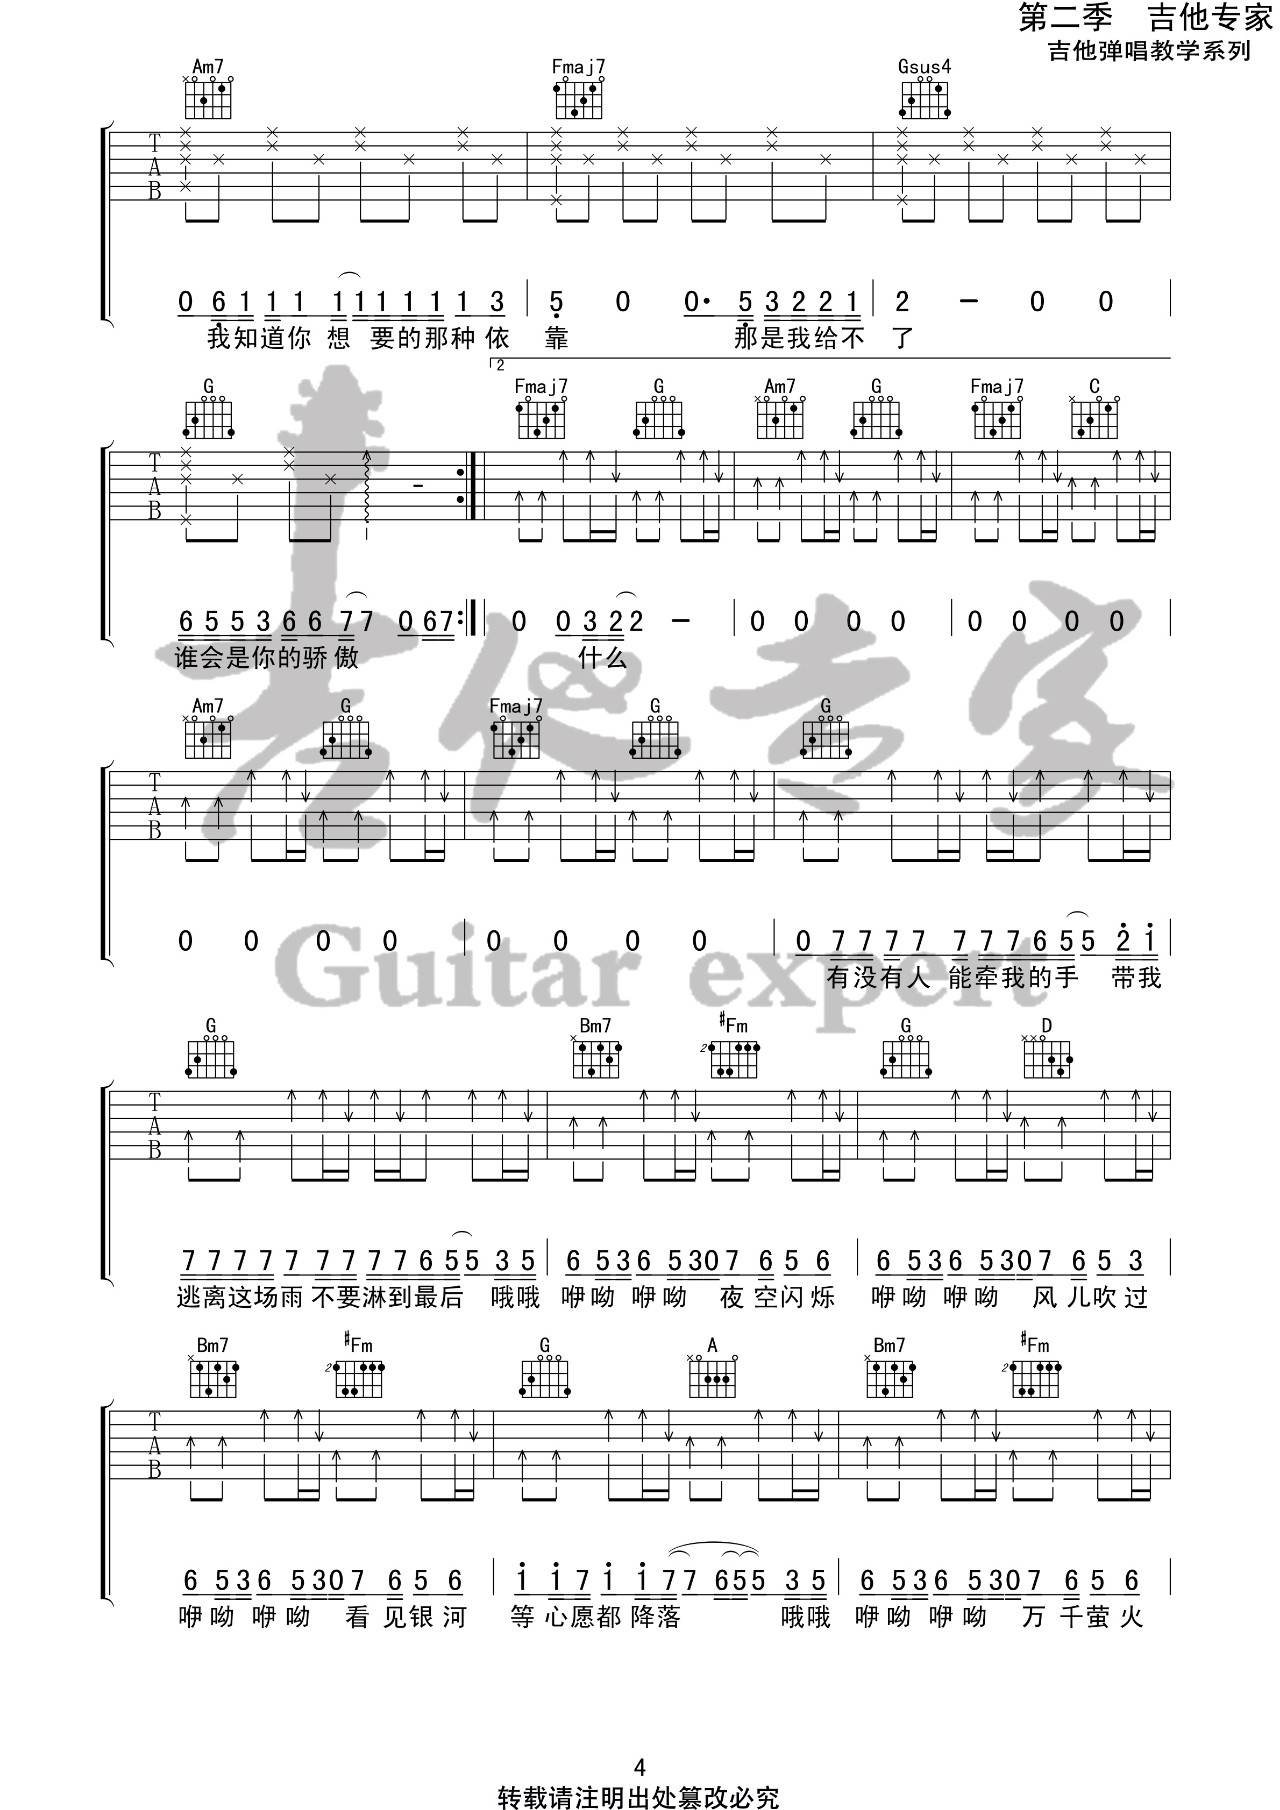 第二季　吉他专家
吉他弹唱教学系列
Am7 Fmaj7 Gsus4
T
A
B
0 6 1 1 1 1 1 1 1 1 1 3 | 5 0 0· 5 3 2 2 1 | 2 － 0 0
我知道你 想 要的那种依 靠 那是我给不 了
2
G Fmaj7 G Am7 G Fmaj7 C
T
A
B
6 5 5 3 6 6 7 7 0 6 7 | 0 0 3 2 2 － | 0 0 0 0 | 0 0 0 0
谁会是你的骄 傲 什么
吉他专家
Am7 G Fmaj7 G G
T
A
B
0 0 0 0 | 0 0 0 0 | 0 7 7 7 7 7 7 7 6 5 5 2 1
Guitar expert
有没有人 能牵我的手 带我
G Bm7 #Fm G D
2
T
A
B
7 7 7 7 7 7 7 7 7 6 5 5 3 5 | 6 5 3 6 5 3 0 7 6 5 6 | 6 5 3 6 5 3 0 7 6 5 3
逃离这场雨 不要淋到最后 哦哦 咿呦 咿呦 夜 空闪烁 咿呦 咿呦 风 儿吹 过
Bm7 #Fm G A Bm7 #Fm
2 2
T
A
B
6 5 3 6 5 3 0 7 6 5 6 | 1 1 7 1 1 7 7 6 5 5 3 5 | 6 5 3 6 5 3 0 7 6 5 6
咿呦 咿呦 看 见银 河 等 心愿都 降落 哦哦 咿呦 咿呦 万 千萤 火
4
转载请注明出处篡改必究